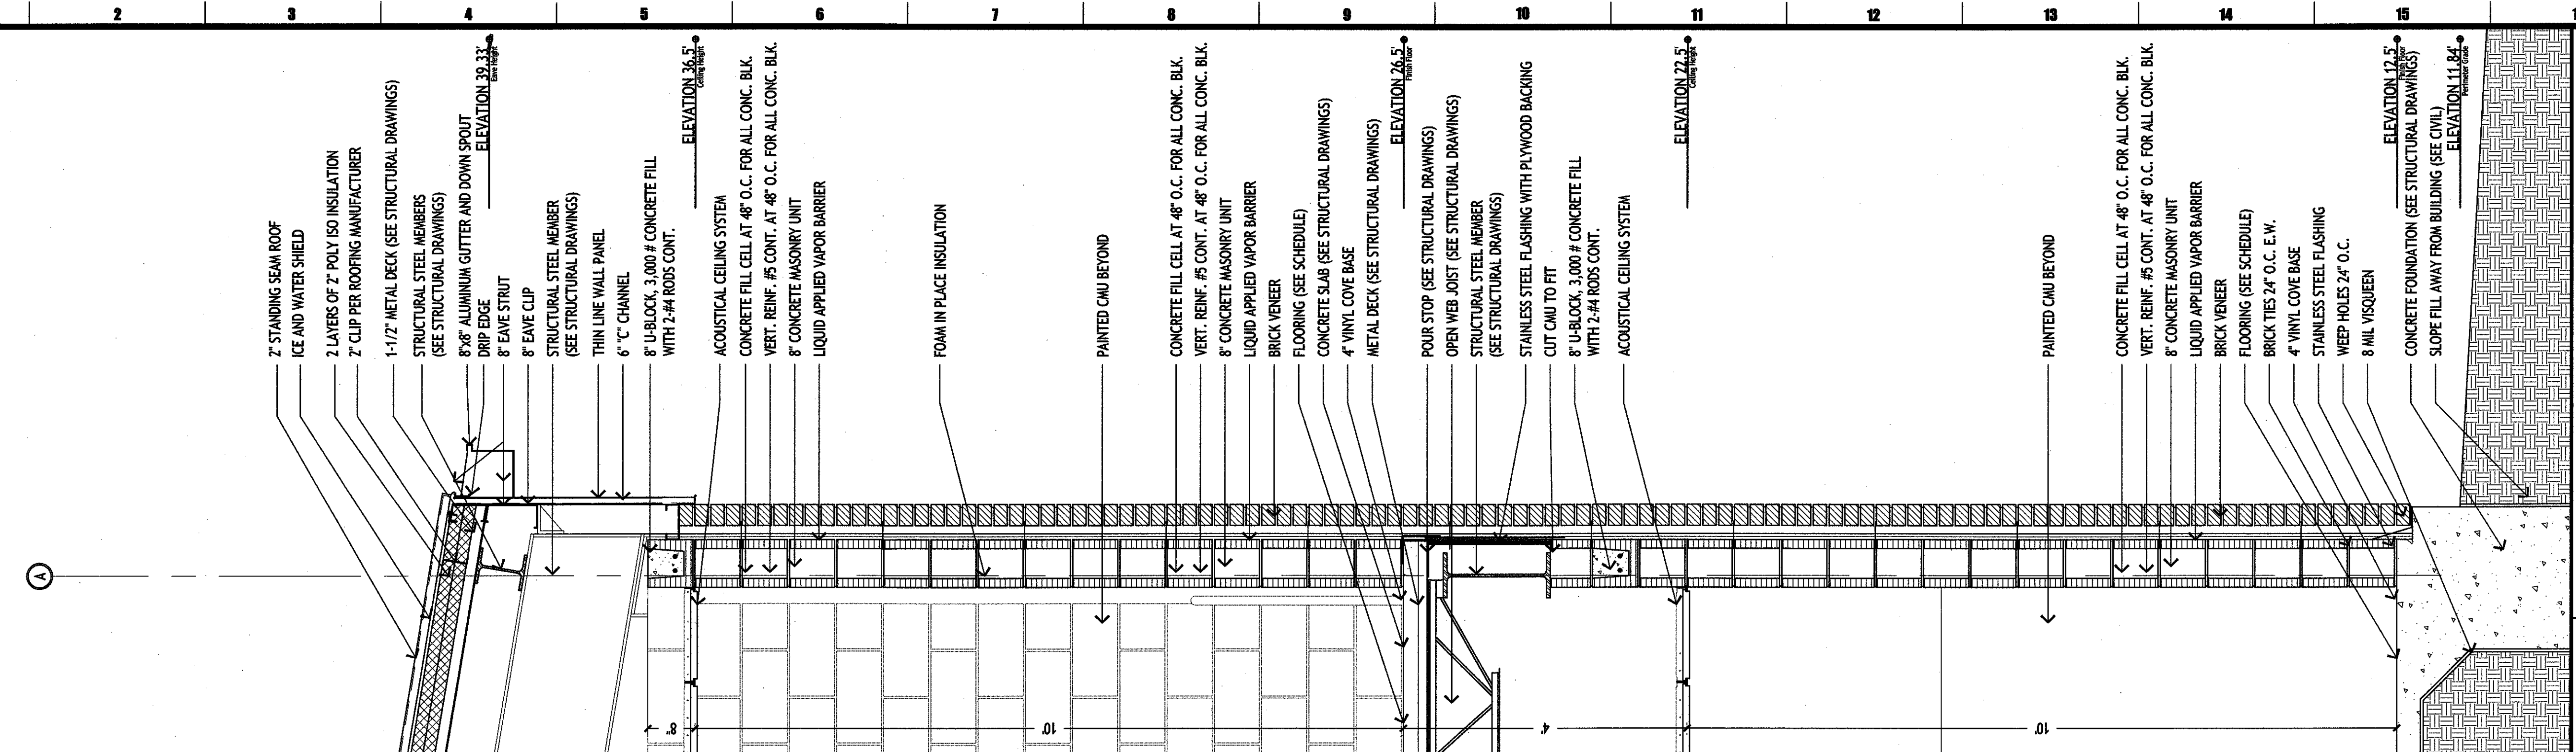 2
3
4
5
6
7
8
9
10
11
12
13
14
15
A
2" STANDING SEAM ROOF
ICE AND WATER SHIELD
2 LAYERS OF 2" POLY ISO INSULATION
2" CLIP PER ROOFING MANUFACTURER
1-1/2" METAL DECK (SEE STRUCTURAL DRAWINGS)
STRUCTURAL STEEL MEMBERS
(SEE STRUCTURAL DRAWINGS)
8"x8" ALUMINUM GUTTER AND DOWN SPOUT
DRIP EDGE
ELEVATION 39.33'
Eave Height
8" EAVE STRUT
8" EAVE CLIP
STRUCTURAL STEEL MEMBER
(SEE STRUCTURAL DRAWINGS)
THIN LINE WALL PANEL
6" "C" CHANNEL
8" U-BLOCK, 3,000 # CONCRETE FILL
WITH 2-#4 RODS CONT.
ELEVATION 36.5'
Ceiling Height
ACOUSTICAL CEILING SYSTEM
CONCRETE FILL CELL AT 48" O.C. FOR ALL CONC. BLK.
VERT. REINF. #5 CONT. AT 48" O.C. FOR ALL CONC. BLK.
8" CONCRETE MASONRY UNIT
LIQUID APPLIED VAPOR BARRIER
FOAM IN PLACE INSULATION
PAINTED CMU BEYOND
CONCRETE FILL CELL AT 48" O.C. FOR ALL CONC. BLK.
VERT. REINF. #5 CONT. AT 48" O.C. FOR ALL CONC. BLK.
8" CONCRETE MASONRY UNIT
LIQUID APPLIED VAPOR BARRIER
BRICK VENEER
FLOORING (SEE SCHEDULE)
CONCRETE SLAB (SEE STRUCTURAL DRAWINGS)
4" VINYL COVE BASE
METAL DECK (SEE STRUCTURAL DRAWINGS)
ELEVATION 26.5'
Finish Floor
POUR STOP (SEE STRUCTURAL DRAWINGS)
OPEN WEB JOIST (SEE STRUCTURAL DRAWINGS)
STRUCTURAL STEEL MEMBER
(SEE STRUCTURAL DRAWINGS)
STAINLESS STEEL FLASHING WITH PLYWOOD BACKING
CUT CMU TO FIT
8" U-BLOCK, 3,000 # CONCRETE FILL
WITH 2-#4 RODS CONT.
ACOUSTICAL CEILING SYSTEM
ELEVATION 22.5'
Ceiling Height
PAINTED CMU BEYOND
CONCRETE FILL CELL AT 48" O.C. FOR ALL CONC. BLK.
VERT. REINF. #5 CONT. AT 48" O.C. FOR ALL CONC. BLK.
8" CONCRETE MASONRY UNIT
LIQUID APPLIED VAPOR BARRIER
BRICK VENEER
FLOORING (SEE SCHEDULE)
BRICK TIES 24" O.C. E.W.
4" VINYL COVE BASE
STAINLESS STEEL FLASHING
WEEP HOLES 24" O.C.
8 MIL VISQUEEN
ELEVATION 12.5'
Finish Floor
CONCRETE FOUNDATION (SEE STRUCTURAL DRAWINGS)
SLOPE FILL AWAY FROM BUILDING (SEE CIVIL)
ELEVATION 11.84'
Perimeter Grade
8"
10'
4'
10'